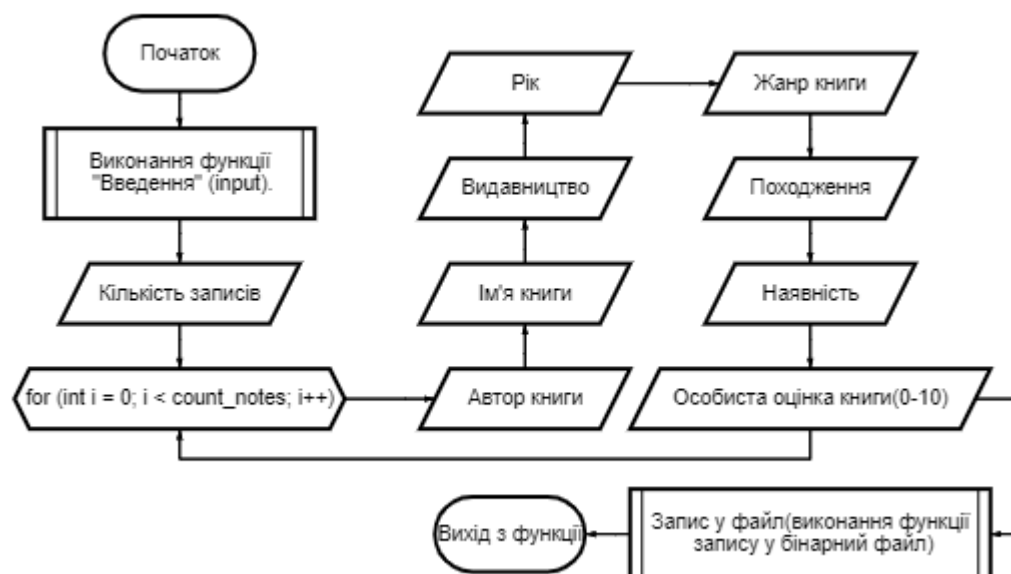 Початок
Виконання функції
"Введення" (input).
Кількість записів
for (int i = 0; i < count_notes; i++)
Автор книги
Ім'я книги
Видавництво
Рік
Жанр книги
Походження
Наявність
Особиста оцінка книги(0-10)
Запис у файл(виконання функції
запису у бінарний файл)
Вихід з функції